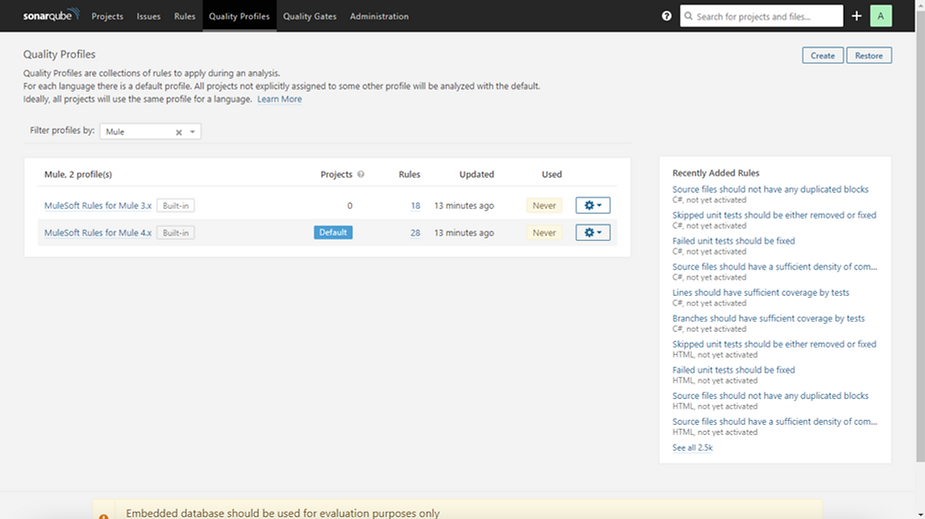 sonarqube Projects Issues Rules Quality Profiles Quality Gates Administration ? Search for projects and files... + A
Quality Profiles
Create Restore
Quality Profiles are collections of rules to apply during an analysis.
For each language there is a default profile. All projects not explicitly assigned to some other profile will be analyzed with the default.
Ideally, all projects will use the same profile for a language. Learn More
Filter profiles by: Mule
Mule, 2 profile(s) Projects ? Rules Updated Used
MuleSoft Rules for Mule 3.x Built-in 0 18 13 minutes ago Never
MuleSoft Rules for Mule 4.x Built-in Default 28 13 minutes ago Never
Recently Added Rules
Source files should not have any duplicated blocks
C#, not yet activated
Skipped unit tests should be either removed or fixed
C#, not yet activated
Failed unit tests should be fixed
C#, not yet activated
Source files should have a sufficient density of com...
C#, not yet activated
Lines should have sufficient coverage by tests
C#, not yet activated
Branches should have sufficient coverage by tests
C#, not yet activated
Skipped unit tests should be either removed or fixed
HTML, not yet activated
Failed unit tests should be fixed
HTML, not yet activated
Source files should not have any duplicated blocks
HTML, not yet activated
Source files should have a sufficient density of com...
HTML, not yet activated
See all 2.5k
Embedded database should be used for evaluation purposes only